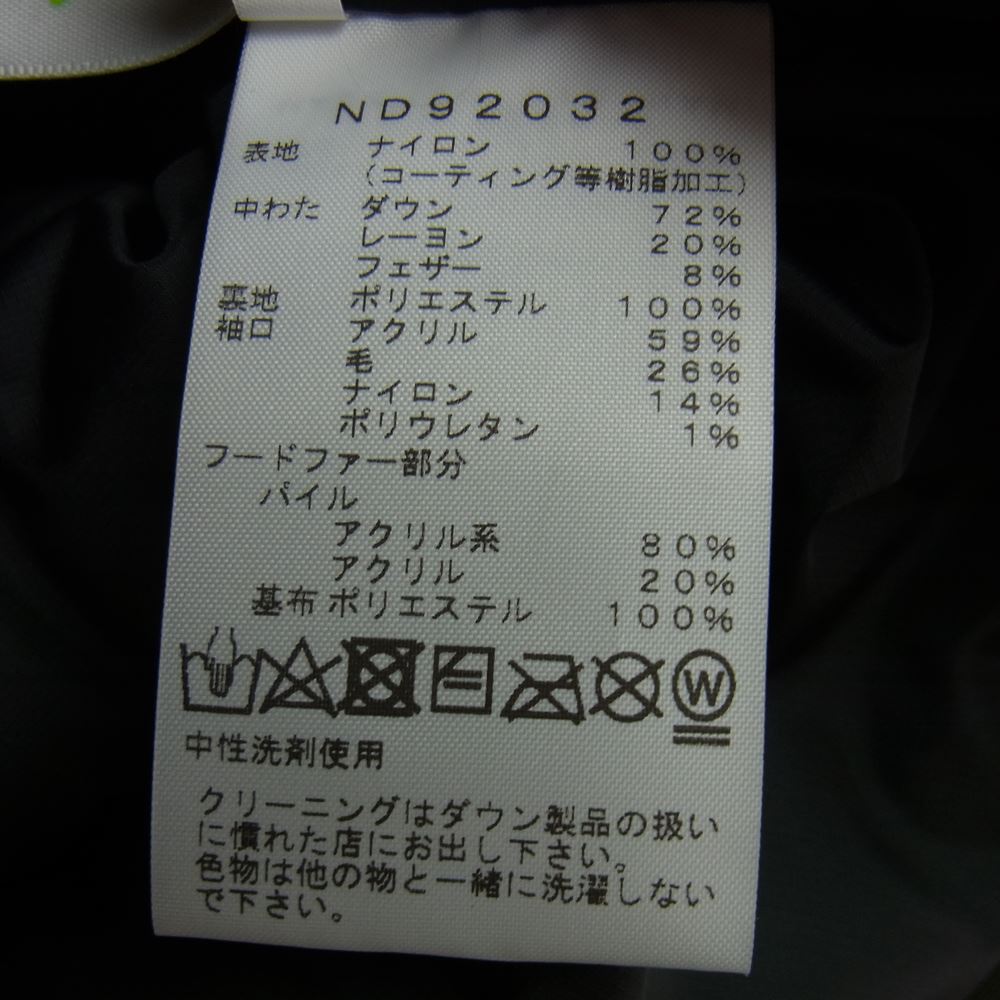 ND92032
表地 ナイロン 100%
(コーティング等樹脂加工)
中わた ダウン 72%
レーヨン 20%
フェザー 8%
裏地 ポリエステル 100%
袖口 アクリル 59%
毛 26%
ナイロン 14%
ポリウレタン 1%
フードファー部分
パイル
アクリル系 80%
アクリル 20%
基布 ポリエステル 100%
W
中性洗剤使用
クリーニングはダウン製品の扱い
に慣れた店にお出し下さい。
色物は他の物と一緒に洗濯しない
で下さい。